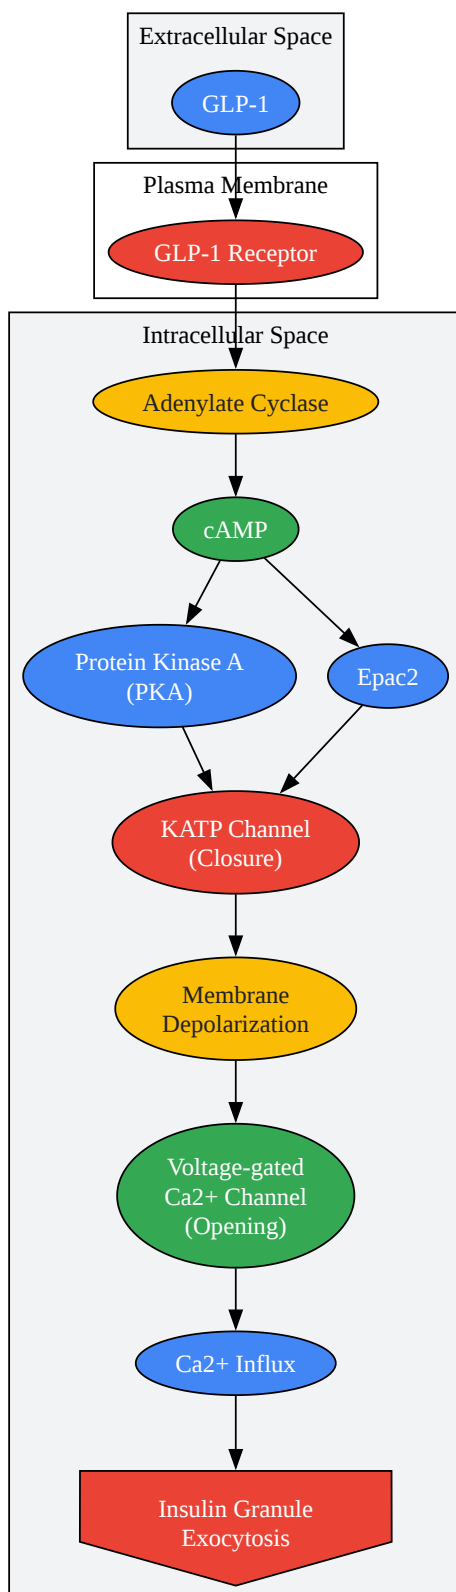 Extracellular Space
GLP-1
Plasma Membrane
GLP-1 Receptor
Intracellular Space
Adenylate Cyclase
cAMP
Protein Kinase A
(PKA)
Epac2
KATP Channel
(Closure)
Membrane
Depolarization
Voltage-gated
Ca2+ Channel
(Opening)
Ca2+ Influx
Insulin Granule
Exocytosis